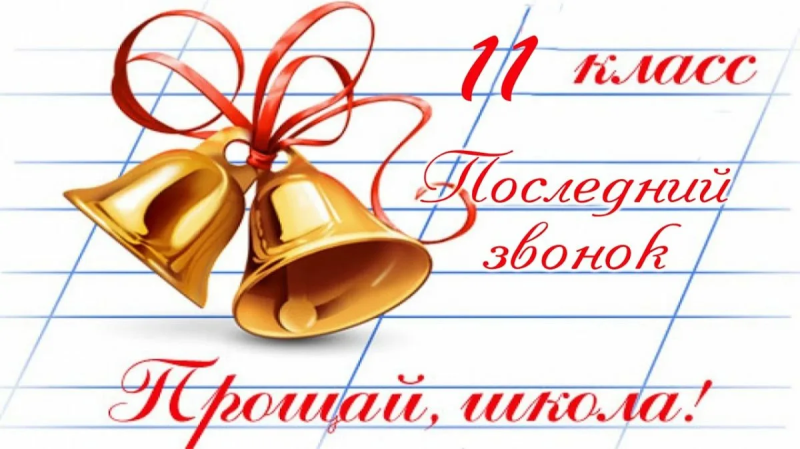 11 класс
Последний
звонок
Прощай, школа!